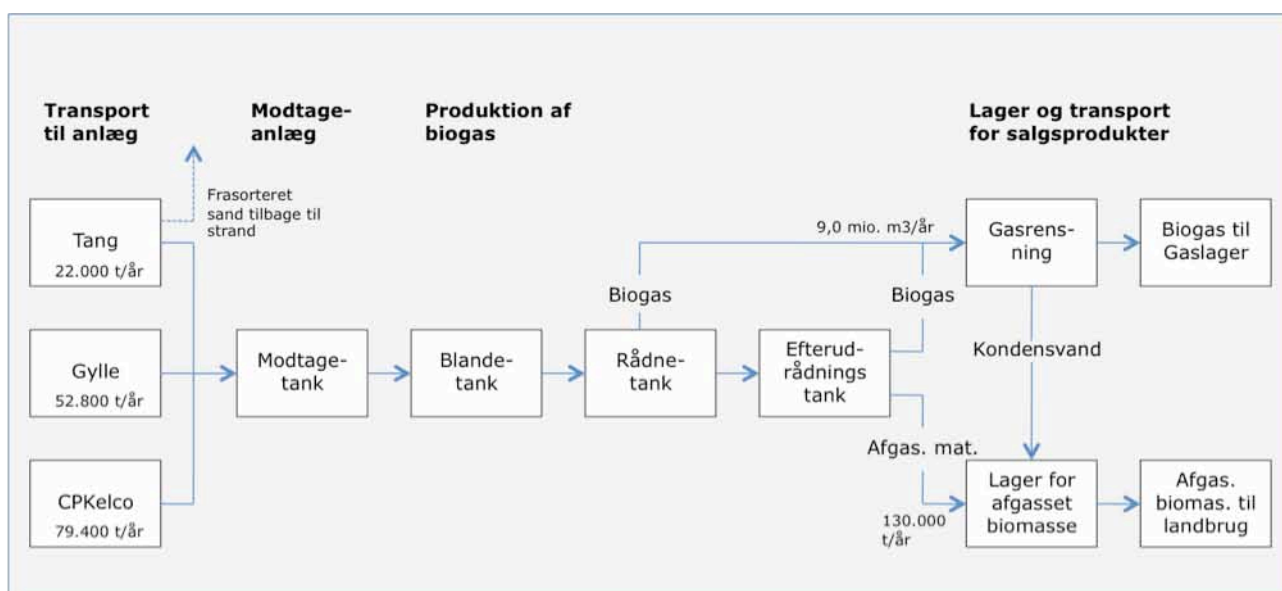 Transport
til anlæg
Modtage-
anlæg
Produktion af
biogas
Lager og transport
for salgsprodukter
Frasorteret
sand tilbage til
strand
Tang
22.000 t/år
Gylle
52.800 t/år
CPKelco
79.400 t/år
Modtage-
tank
Blande-
tank
Biogas
Rådne-
tank
Efterud-
rådnings
tank
9,0 mio. m3/år
Biogas
Afgas. mat.
130.000
t/år
Gasrens-
ning
Kondensvand
Lager for
afgasset
biomasse
Biogas til
Gaslager
Afgas.
biomas. til
landbrug